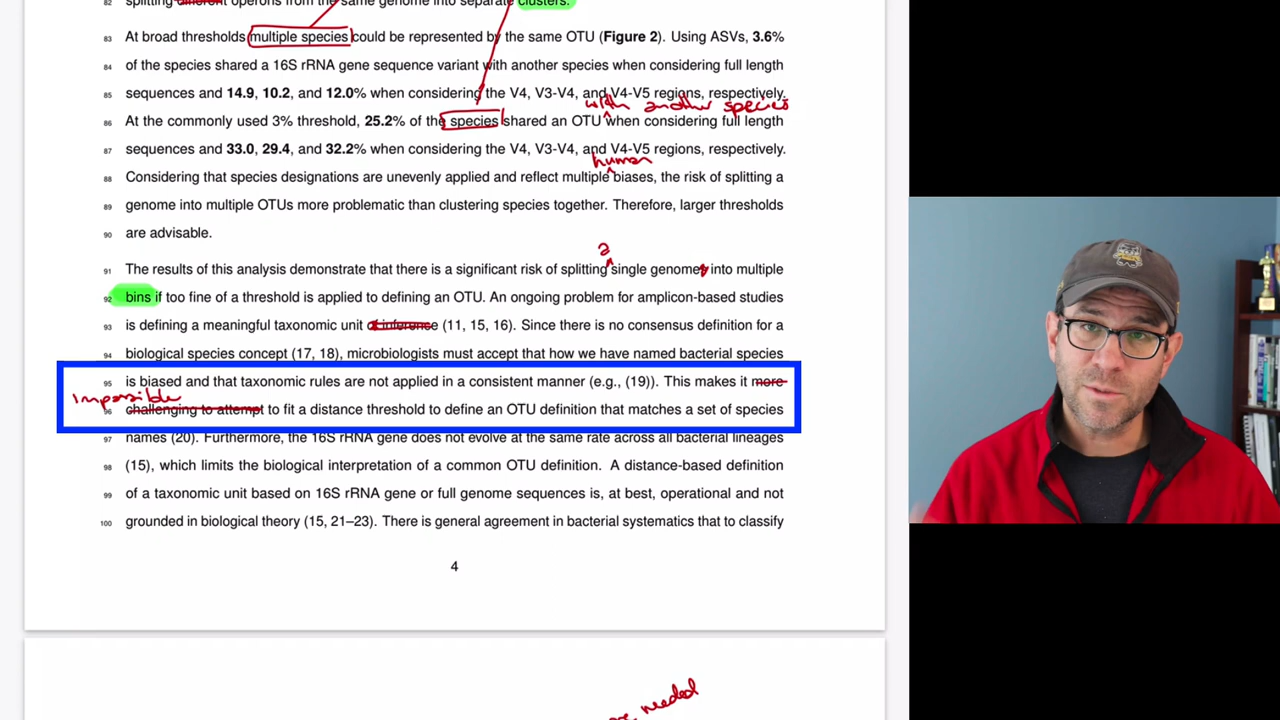 82 splitting different operons from the same genome into separate clusters.
83 At broad thresholds multiple species could be represented by the same OTU (Figure 2). Using ASVs, 3.6%
84 of the species shared a 16S rRNA gene sequence variant with another species when considering full length
85 sequences and 14.9, 10.2, and 12.0% when considering the V4, V3-V4, and V4-V5 regions, respectively.
with another species
86 At the commonly used 3% threshold, 25.2% of the species shared an OTU when considering full length
87 sequences and 33.0, 29.4, and 32.2% when considering the V4, V3-V4, and V4-V5 regions, respectively.
human
88 Considering that species designations are unevenly applied and reflect multiple biases, the risk of splitting a
89 genome into multiple OTUs more problematic than clustering species together. Therefore, larger thresholds
90 are advisable.
a
91 The results of this analysis demonstrate that there is a significant risk of splitting single genomes into multiple
92 bins if too fine of a threshold is applied to defining an OTU. An ongoing problem for amplicon-based studies
93 is defining a meaningful taxonomic unit of inference (11, 15, 16). Since there is no consensus definition for a
94 biological species concept (17, 18), microbiologists must accept that how we have named bacterial species
95 is biased and that taxonomic rules are not applied in a consistent manner (e.g., (19)). This makes it more
impossible
96 challenging to attempt to fit a distance threshold to define an OTU definition that matches a set of species
97 names (20). Furthermore, the 16S rRNA gene does not evolve at the same rate across all bacterial lineages
98 (15), which limits the biological interpretation of a common OTU definition. A distance-based definition
99 of a taxonomic unit based on 16S rRNA gene or full genome sequences is, at best, operational and not
100 grounded in biological theory (15, 21–23). There is general agreement in bacterial systematics that to classify
4
needed